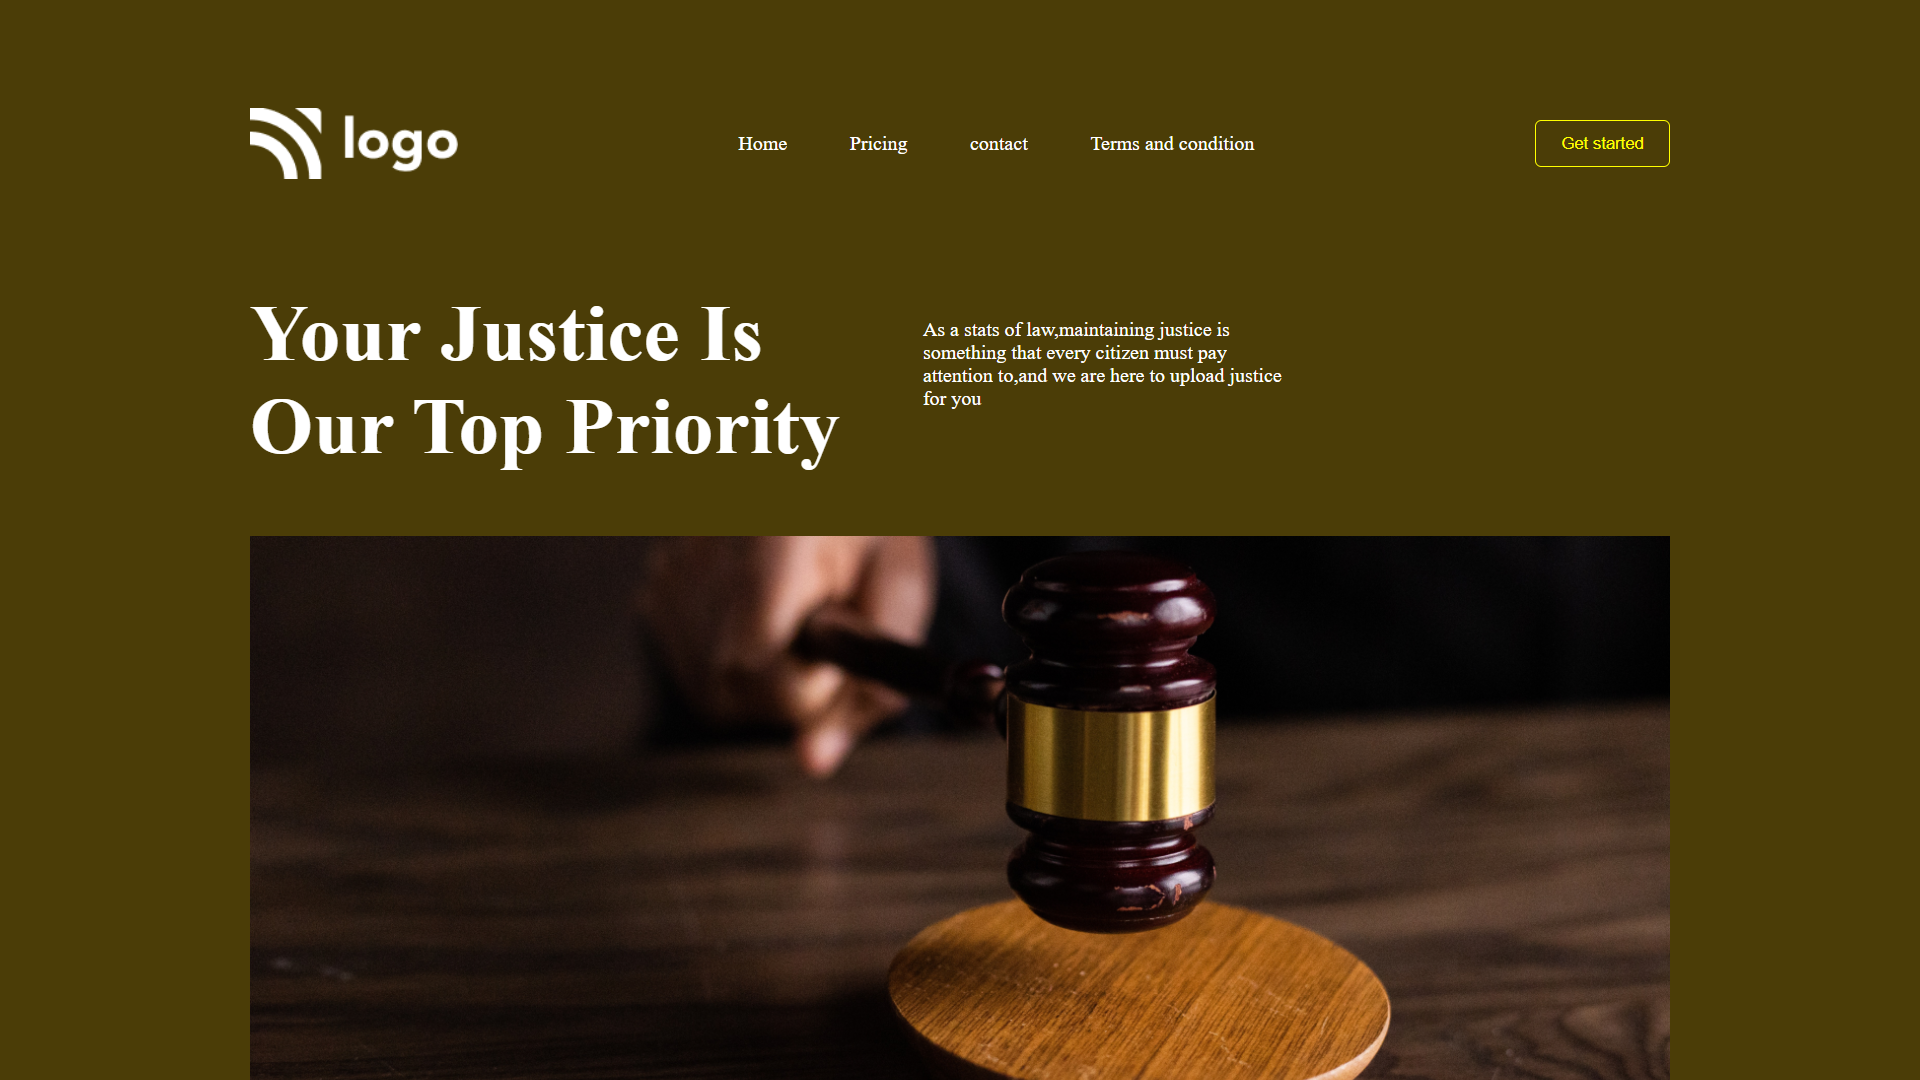 logo
Home
Pricing
contact
Terms and condition
Get started
Your Justice Is
Our Top Priority
As a stats of law,maintaining justice is
something that every citizen must pay
attention to,and we are here to upload justice
for you